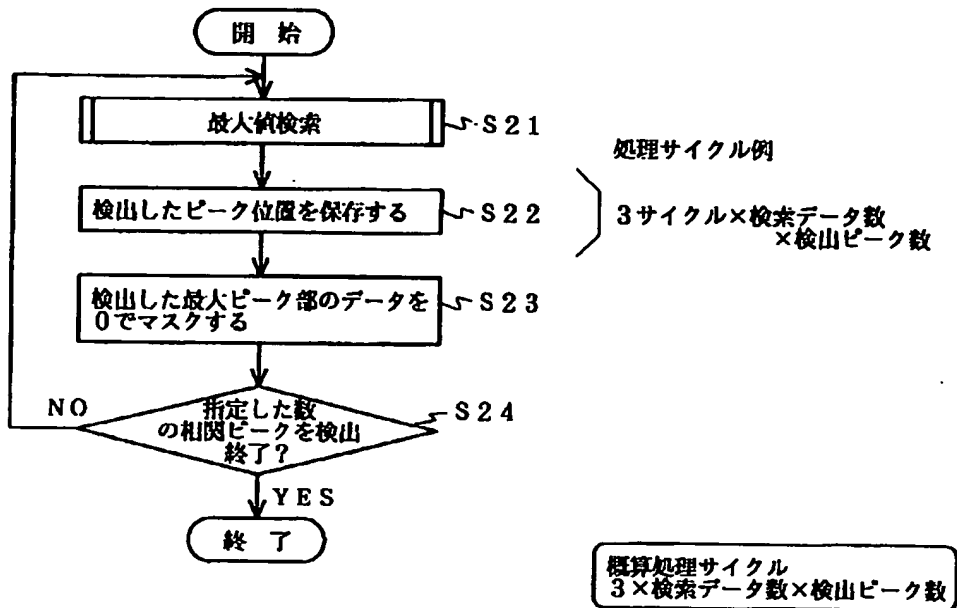 開 始
最大値検索
S21
処理サイクル例
検出したピーク位置を保存する
S22
3サイクル×検索データ数
×検出ピーク数
検出した最大ピーク部のデータを
0でマスクする
S23
NO
指定した数
の相関ピークを検出
終了?
S24
YES
終 了
概算処理サイクル
3×検索データ数×検出ピーク数